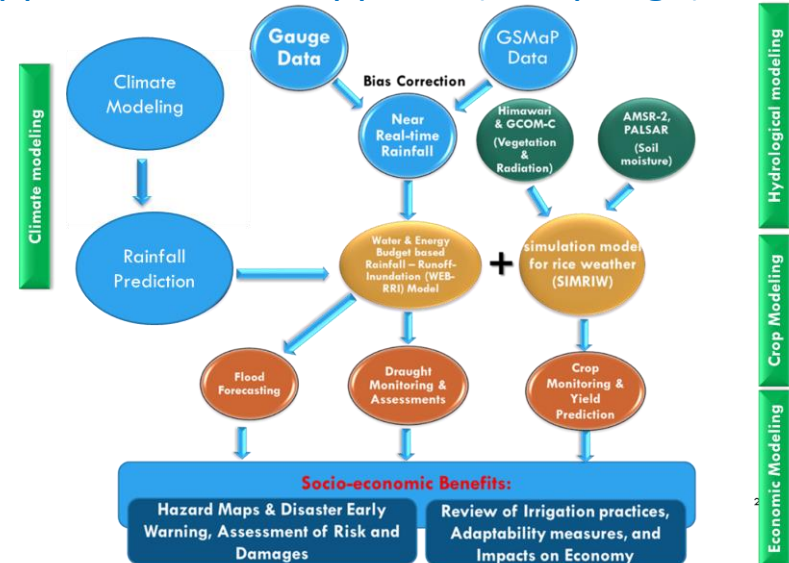 Gauge
Data
GSMaP
Data
Climate
Modeling
Bias Correction
Near
Real-time
Rainfall
Himawari
& GCOM-C
(Vegetation
&
Radiation)
AMSR-2,
PALSAR
(Soil
moisture)
Climate modeling
Hydrological modeling
Rainfall
Prediction
Water & Energy
Budget based
Rainfall – Runoff-
Inundation (WEB-
RRI) Model
+
simulation model
for rice weather
(SIMRIW)
Crop Modeling
Flood
Forecasting
Draught
Monitoring &
Assessments
Crop
Monitoring &
Yield
Prediction
Economic Modeling
Socio-economic Benefits:
Hazard Maps & Disaster Early
Warning, Assessment of Risk and
Damages
Review of Irrigation practices,
Adaptability measures, and
Impacts on Economy
2